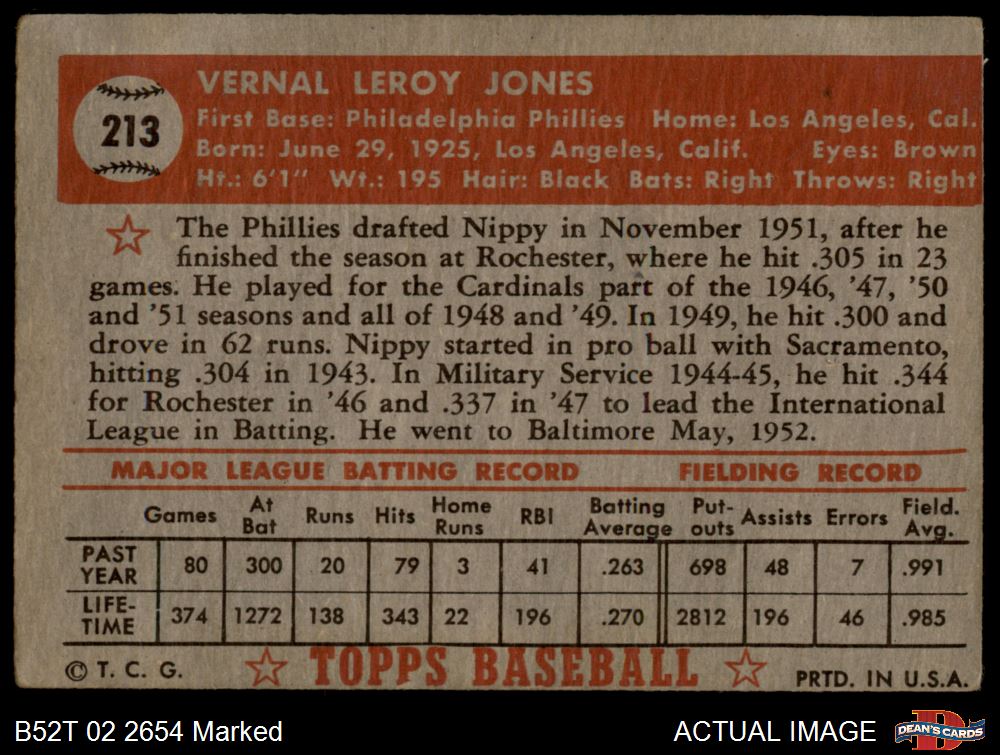 213
VERNAL LEROY JONES
First Base: Philadelphia Phillies Home: Los Angeles, Cal.
Born: June 29, 1925, Los Angeles, Calif. Eyes: Brown
Ht.: 6'1" Wt.: 195 Hair: Black Bats: Right Throws: Right
The Phillies drafted Nippy in November 1951, after he
finished the season at Rochester, where he hit .305 in 23
games. He played for the Cardinals part of the 1946, '47, '50
and '51 seasons and all of 1948 and '49. In 1949, he hit .300 and
drove in 62 runs. Nippy started in pro ball with Sacramento,
hitting .304 in 1943. In Military Service 1944-45, he hit .344
for Rochester in '46 and .337 in '47 to lead the International
League in Batting. He went to Baltimore May, 1952.
MAJOR LEAGUE BATTING RECORD FIELDING RECORD
Games At Bat Runs Hits Home Runs RBI Batting Average Put-outs Assists Errors Field. Avg.
PAST YEAR 80 300 20 79 3 41 .263 698 48 7 .991
LIFE-TIME 374 1272 138 343 22 196 .270 2812 196 46 .985
© T. C. G. TOPPS BASEBALL PRTD. IN U.S.A.
B52T 02 2654 Marked ACTUAL IMAGE DEAN'S CARDS